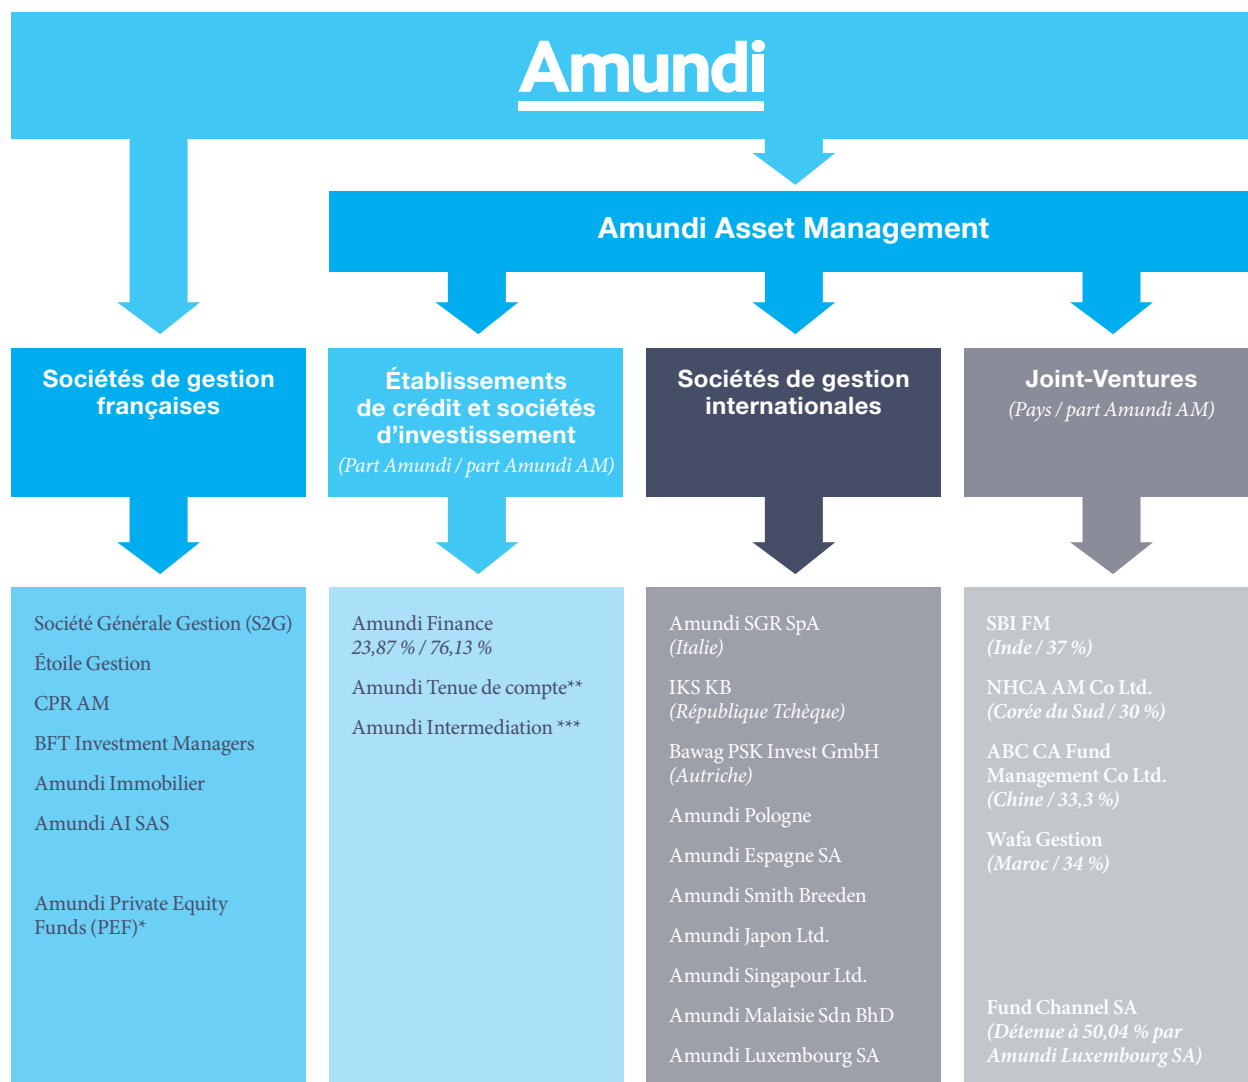 Amundi
Amundi Asset Management
Sociétés de gestion
françaises
Établissements
de crédit et sociétés
d'investissement
(Part Amundi / part Amundi AM)
Sociétés de gestion
internationales
Joint-Ventures
(Pays / part Amundi AM)
Société Générale Gestion (S2G)
Étoile Gestion
CPR AM
BFT Investment Managers
Amundi Immobilier
Amundi AI SAS
Amundi Private Equity
Funds (PEF)*
Amundi Finance
23,87 % / 76,13 %
Amundi Tenue de compte**
Amundi Intermediation ***
Amundi SGR SpA
(Italie)
IKS KB
(République Tchèque)
Bawag PSK Invest GmbH
(Autriche)
Amundi Pologne
Amundi Espagne SA
Amundi Smith Breeden
Amundi Japon Ltd.
Amundi Singapour Ltd.
Amundi Malaisie Sdn BhD
Amundi Luxembourg SA
SBI FM
(Inde / 37 %)
NHCA AM Co Ltd.
(Corée du Sud / 30 %)
ABC CA Fund
Management Co Ltd.
(Chine / 33,3 %)
Wafa Gestion
(Maroc / 34 %)
Fund Channel SA
(Détenue à 50,04 % par
Amundi Luxembourg SA)